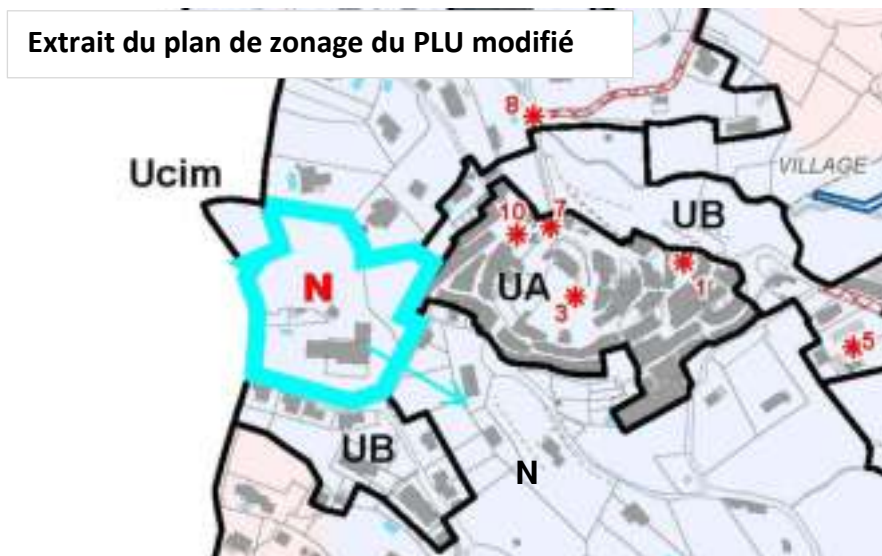 Extrait du plan de zonage du PLU modifié
8
VILLAGE
Ucim
UB
10
7
N
UA
1
3
5
UB
N